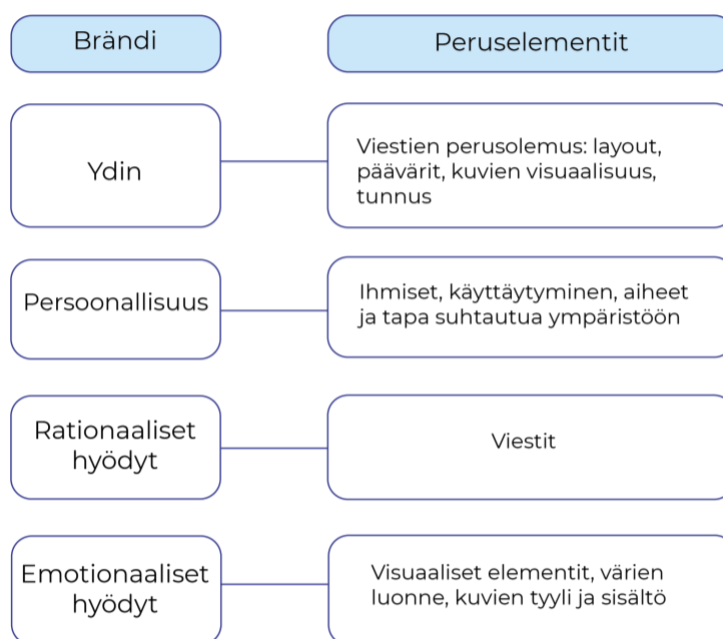 Brändi
Peruselementit
Ydin
Viestien perusolemus: layout,
päävärit, kuvien visuaalisuus,
tunnus
Persoonallisuus
Ihmiset, käyttäytyminen, aiheet
ja tapa suhtautua ympäristöön
Rationaaliset
hyödyt
Viestit
Emotionaaliset
hyödyt
Visuaaliset elementit, värien
luonne, kuvien tyyli ja sisältö